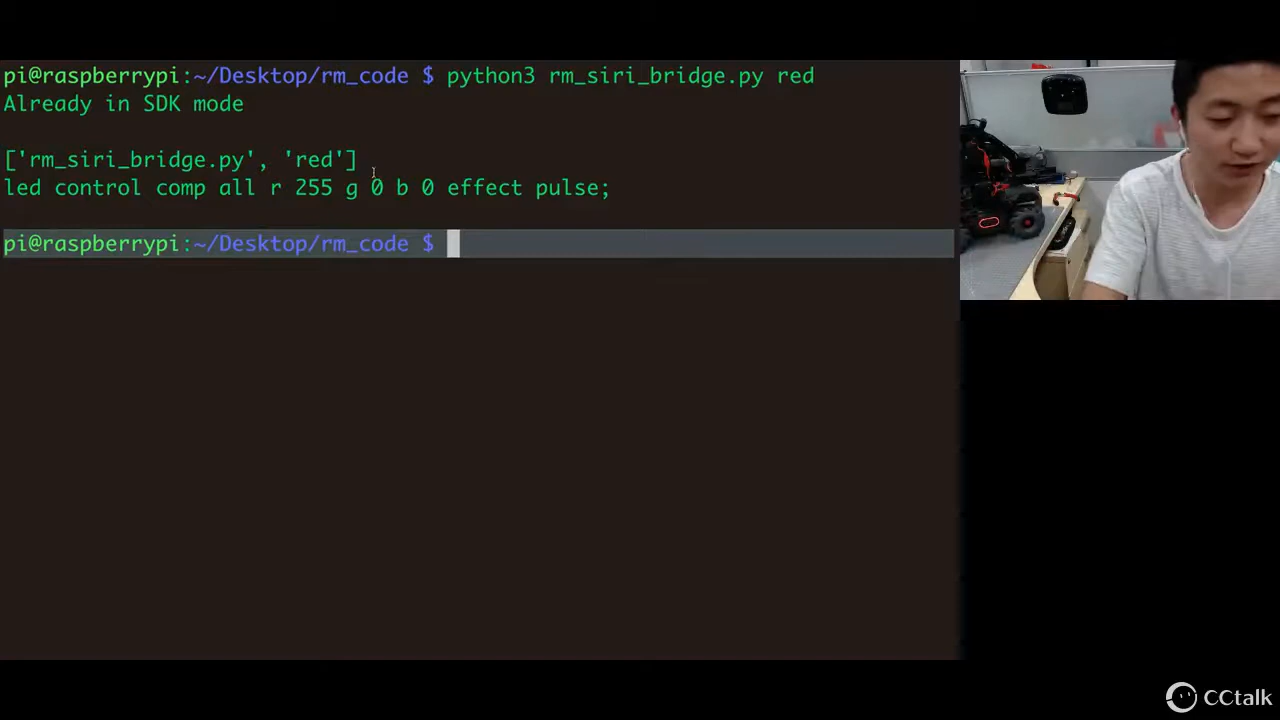 pi@raspberrypi:~/Desktop/rm_code $ python3 rm_siri_bridge.py red
Already in SDK mode
['rm_siri_bridge.py', 'red']
led control comp all r 255 g 0 b 0 effect pulse;
pi@raspberrypi:~/Desktop/rm_code $
CCtalk